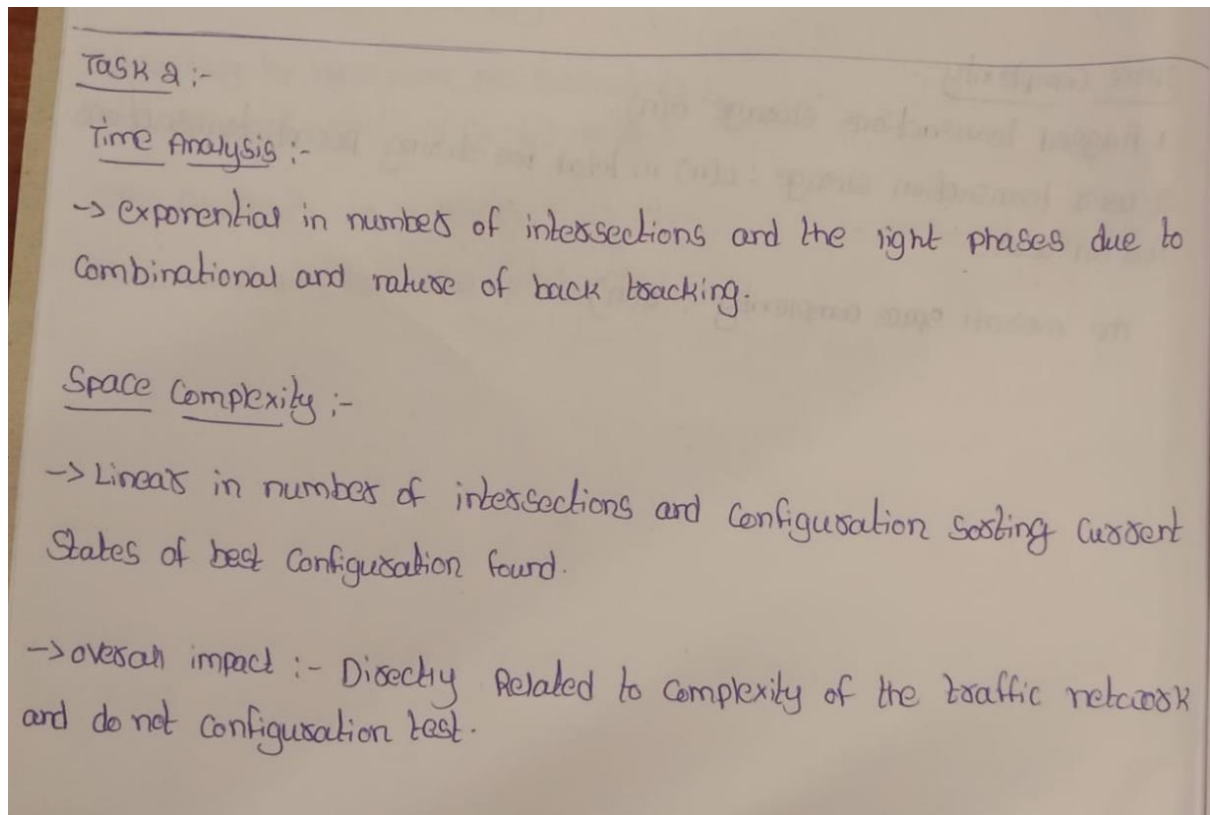 Task 2:-
Time Analysis :-
-> exponential in number of intersections and the right phases due to
Combinational and nature of back tracking.
Space Complexity :-
-> Linear in number of intersections and Configuration Sorting Current
States of best Configuration found.
-> overall impact :- Directly Related to Complexity of the traffic network
and do not Configuration test.